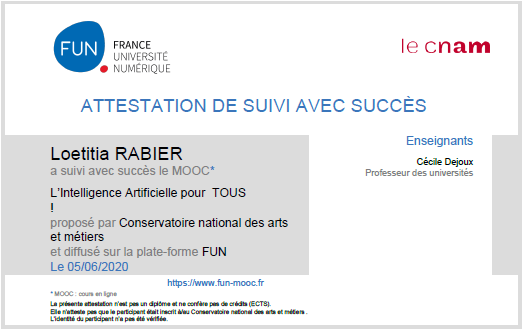 FUN
FRANCE
UNIVERSITÉ
NUMÉRIQUE
le cnam
ATTESTATION DE SUIVI AVEC SUCCÈS
Loetitia RABIER
a suivi avec succès le MOOC*
L'Intelligence Artificielle pour TOUS
!
proposé par Conservatoire national des arts
et métiers
et diffusé sur la plate-forme FUN
Le 05/06/2020
Enseignants
Cécile Dejoux
Professeur des universités
https://www.fun-mooc.fr
* MOOC : cours en ligne
La présente attestation n'est pas un diplôme et ne confère pas de crédits (ECTS).
Elle n'atteste pas que le participant était inscrit à/au Conservatoire national des arts et métiers .
L'identité du participant n'a pas été vérifiée.